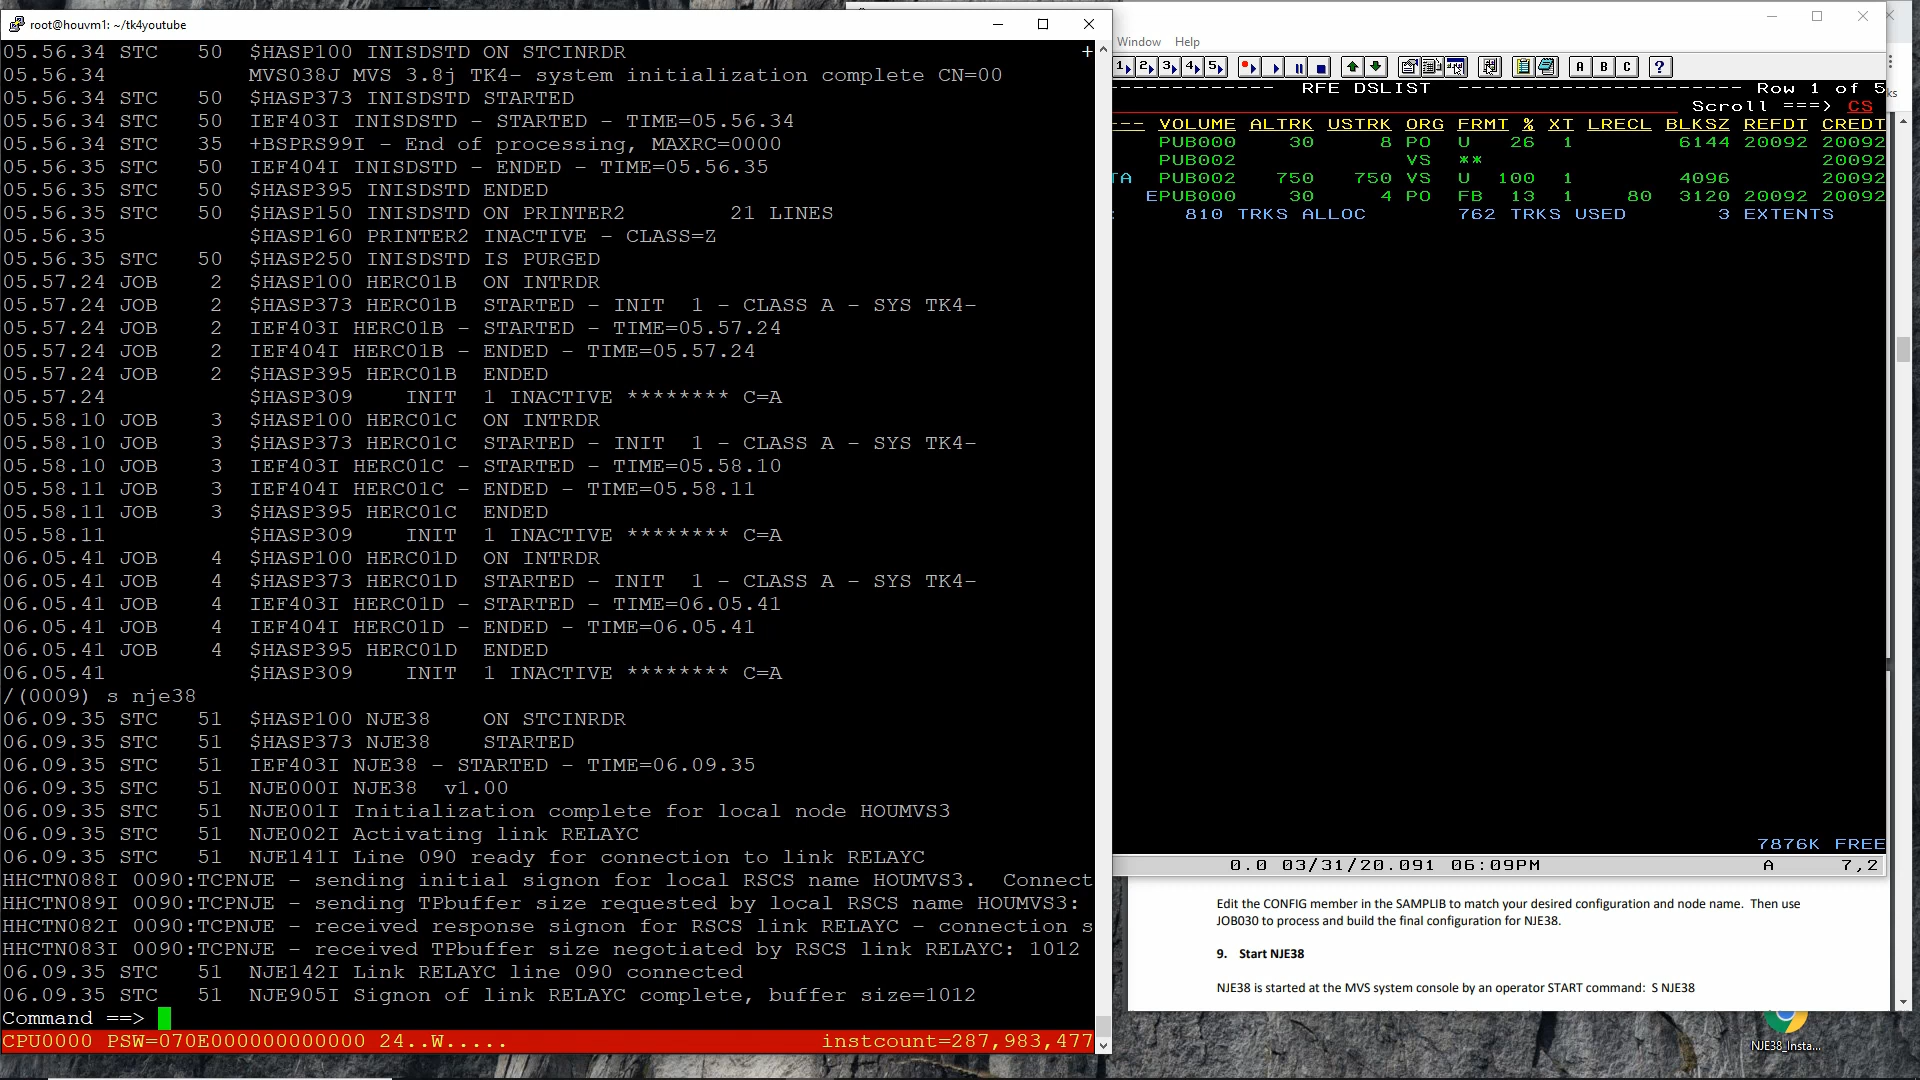 root@houvm1: ~/tk4youtube
05.56.34 STC   50  $HASP100 INISDSTD ON STCINRDR
05.56.34           MVS038J MVS 3.8j TK4- system initialization complete CN=00
05.56.34 STC   50  $HASP373 INISDSTD STARTED
05.56.34 STC   50  IEF403I INISDSTD - STARTED - TIME=05.56.34
05.56.34 STC   35  +BSPRS99I - End of processing, MAXRC=0000
05.56.35 STC   50  IEF404I INISDSTD - ENDED - TIME=05.56.35
05.56.35 STC   50  $HASP395 INISDSTD ENDED
05.56.35 STC   50  $HASP150 INISDSTD ON PRINTER2        21 LINES
05.56.35           $HASP160 PRINTER2 INACTIVE - CLASS=Z
05.56.35 STC   50  $HASP250 INISDSTD IS PURGED
05.57.24 JOB    2  $HASP100 HERC01B  ON INTRDR
05.57.24 JOB    2  $HASP373 HERC01B  STARTED - INIT  1 - CLASS A - SYS TK4-
05.57.24 JOB    2  IEF403I HERC01B - STARTED - TIME=05.57.24
05.57.24 JOB    2  IEF404I HERC01B - ENDED - TIME=05.57.24
05.57.24 JOB    2  $HASP395 HERC01B  ENDED
05.57.24           $HASP309    INIT  1 INACTIVE ******** C=A
05.58.10 JOB    3  $HASP100 HERC01C  ON INTRDR
05.58.10 JOB    3  $HASP373 HERC01C  STARTED - INIT  1 - CLASS A - SYS TK4-
05.58.10 JOB    3  IEF403I HERC01C - STARTED - TIME=05.58.10
05.58.11 JOB    3  IEF404I HERC01C - ENDED - TIME=05.58.11
05.58.11 JOB    3  $HASP395 HERC01C  ENDED
05.58.11           $HASP309    INIT  1 INACTIVE ******** C=A
06.05.41 JOB    4  $HASP100 HERC01D  ON INTRDR
06.05.41 JOB    4  $HASP373 HERC01D  STARTED - INIT  1 - CLASS A - SYS TK4-
06.05.41 JOB    4  IEF403I HERC01D - STARTED - TIME=06.05.41
06.05.41 JOB    4  IEF404I HERC01D - ENDED - TIME=06.05.41
06.05.41 JOB    4  $HASP395 HERC01D  ENDED
06.05.41           $HASP309    INIT  1 INACTIVE ******** C=A
/(0009) s nje38
06.09.35 STC   51  $HASP100 NJE38    ON STCINRDR
06.09.35 STC   51  $HASP373 NJE38    STARTED
06.09.35 STC   51  IEF403I NJE38 - STARTED - TIME=06.09.35
06.09.35 STC   51  NJE000I NJE38  v1.00
06.09.35 STC   51  NJE001I Initialization complete for local node HOUMVS3
06.09.35 STC   51  NJE002I Activating link RELAYC
06.09.35 STC   51  NJE141I Line 090 ready for connection to link RELAYC
HHCTN088I 0090:TCPNJE - sending initial signon for local RSCS name HOUMVS3.  Connect
HHCTN089I 0090:TCPNJE - sending TPbuffer size requested by local RSCS name HOUMVS3:
HHCTN082I 0090:TCPNJE - received response signon for RSCS link RELAYC - connection s
HHCTN083I 0090:TCPNJE - received TPbuffer size negotiated by RSCS link RELAYC: 1012
06.09.35 STC   51  NJE142I Link RELAYC line 090 connected
06.09.35 STC   51  NJE905I Signon of link RELAYC complete, buffer size=1012
Command ==>
CPU0000 PSW=070E000000000000 24..W.....                        instcount=287,983,477
Window   Help
1 2 3 4 5 A B C ?
---------------  RFE DSLIST  ---------------------- Row 1 of 5
Scroll ===> CS
--- VOLUME ALTRK USTRK ORG FRMT % XT LRECL BLKSZ REFDT CREDT
PUB000    30     8 PO  U   26  1        6144 20092 20092
PUB002             VS  **                          20092
TA PUB002   750   750 VS  U  100  1        4096       20092
EPUB000    30     4 PO  FB  13  1    80  3120 20092 20092
: 810 TRKS ALLOC    762 TRKS USED    3 EXTENTS
7876K FREE
0.0 03/31/20.091 06:09PM    A    7,2
Edit the CONFIG member in the SAMPLIB to match your desired configuration and node name.  Then use
JOB030 to process and build the final configuration for NJE38.
9.   Start NJE38
NJE38 is started at the MVS system console by an operator START command:  S NJE38
NJE38_Insta...